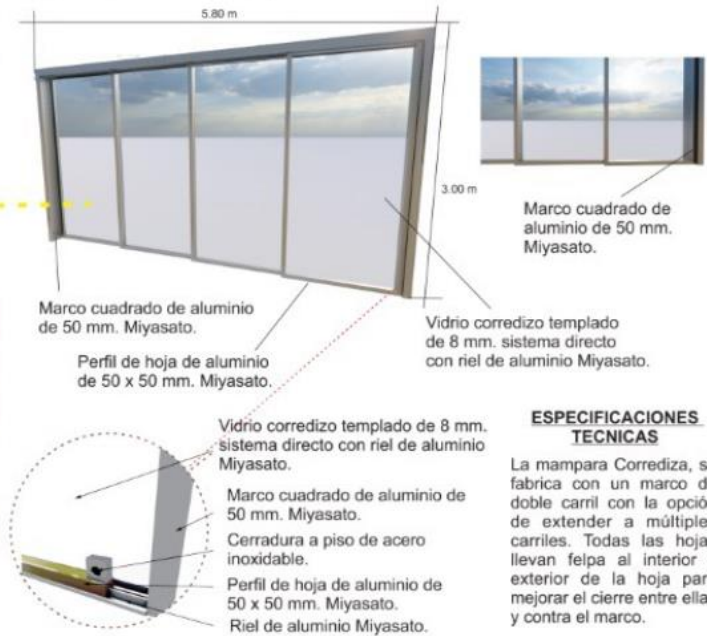 5.80 m
3.00 m
Marco cuadrado de
aluminio de 50 mm.
Miyasato.
Marco cuadrado de aluminio
de 50 mm. Miyasato.
Vidrio corredizo templado
de 8 mm. sistema directo
con riel de aluminio Miyasato.
Perfil de hoja de aluminio
de 50 x 50 mm. Miyasato.
Vidrio corredizo templado de 8 mm.
sistema directo con riel de aluminio
Miyasato.
Marco cuadrado de aluminio de
50 mm. Miyasato.
Cerradura a piso de acero
inoxidable.
Perfil de hoja de aluminio de
50 x 50 mm. Miyasato.
Riel de aluminio Miyasato.
ESPECIFICACIONES
TECNICAS
La mampara Corrediza, s
fabrica con un marco d
doble carril con la opció
de extender a múltiple
carriles. Todas las hoja
llevan felpa al interior
exterior de la hoja par
mejorar el cierre entre ella
y contra el marco.